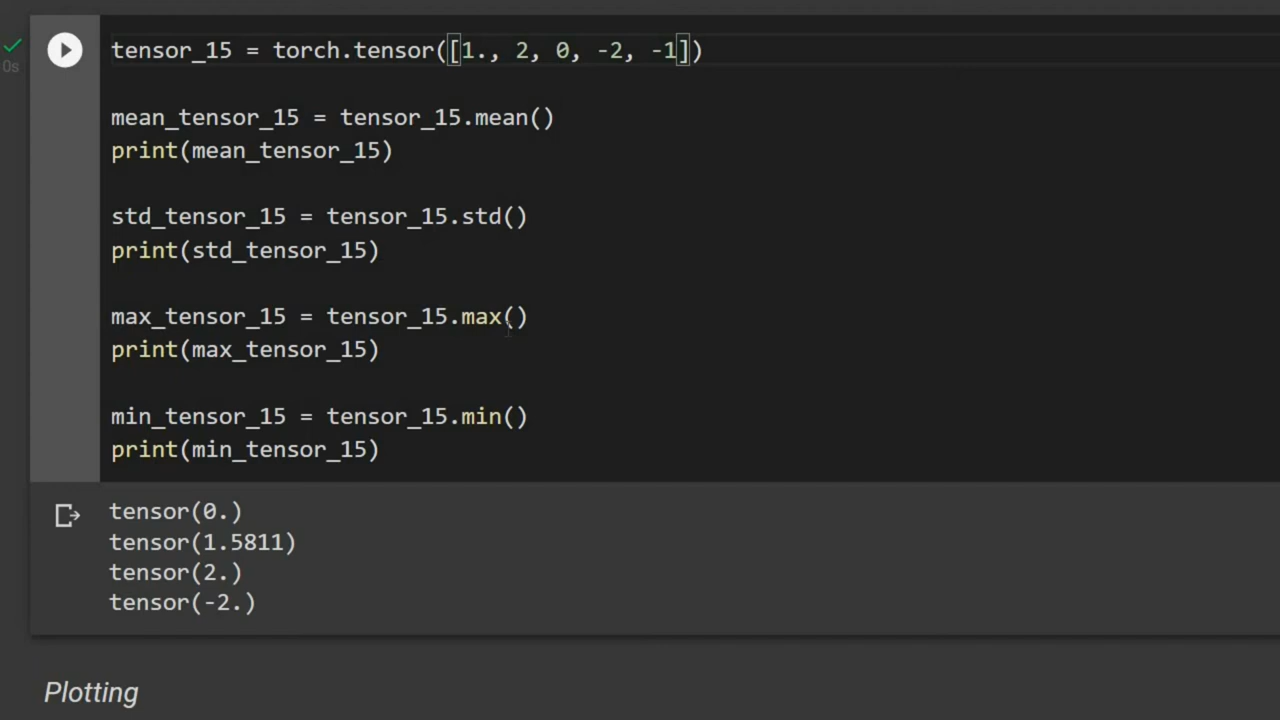 tensor_15 = torch.tensor([1., 2, 0, -2, -1])
mean_tensor_15 = tensor_15.mean()
print(mean_tensor_15)
std_tensor_15 = tensor_15.std()
print(std_tensor_15)
max_tensor_15 = tensor_15.max()
print(max_tensor_15)
min_tensor_15 = tensor_15.min()
print(min_tensor_15)
0s
tensor(0.)
tensor(1.5811)
tensor(2.)
tensor(-2.)
Plotting